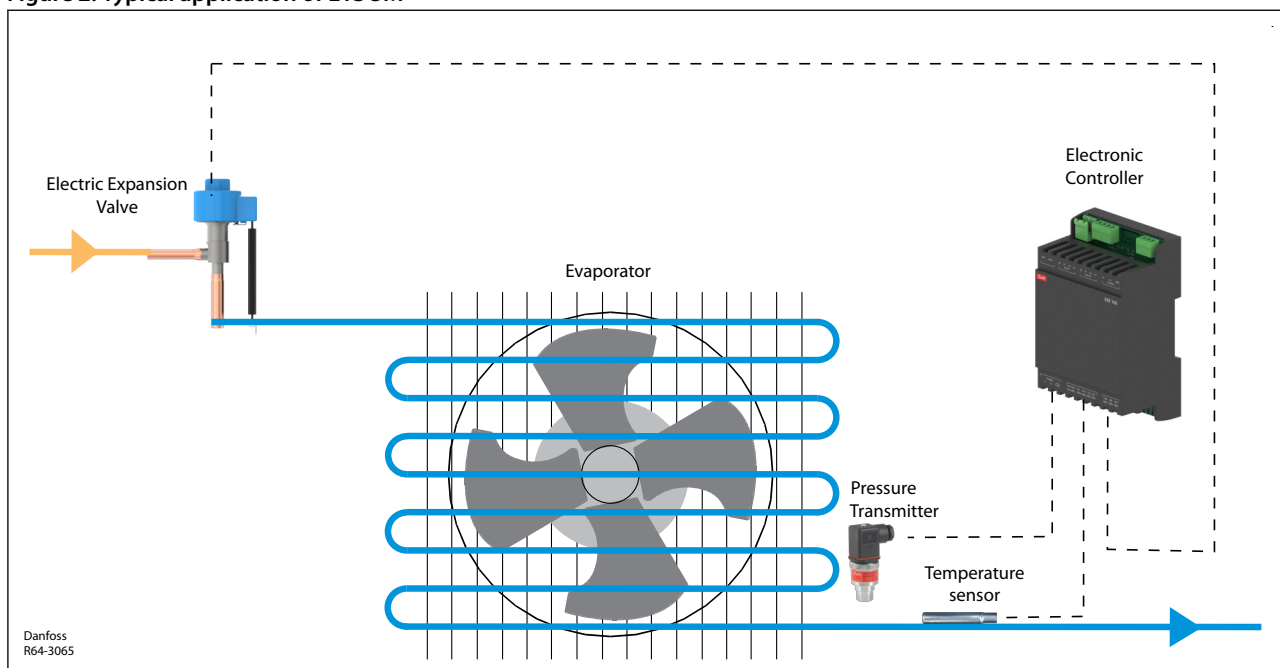 Electric Expansion
Valve
Evaporator
Electronic
Controller
Pressure
Transmitter
Temperature
sensor
Danfoss
R64-3065